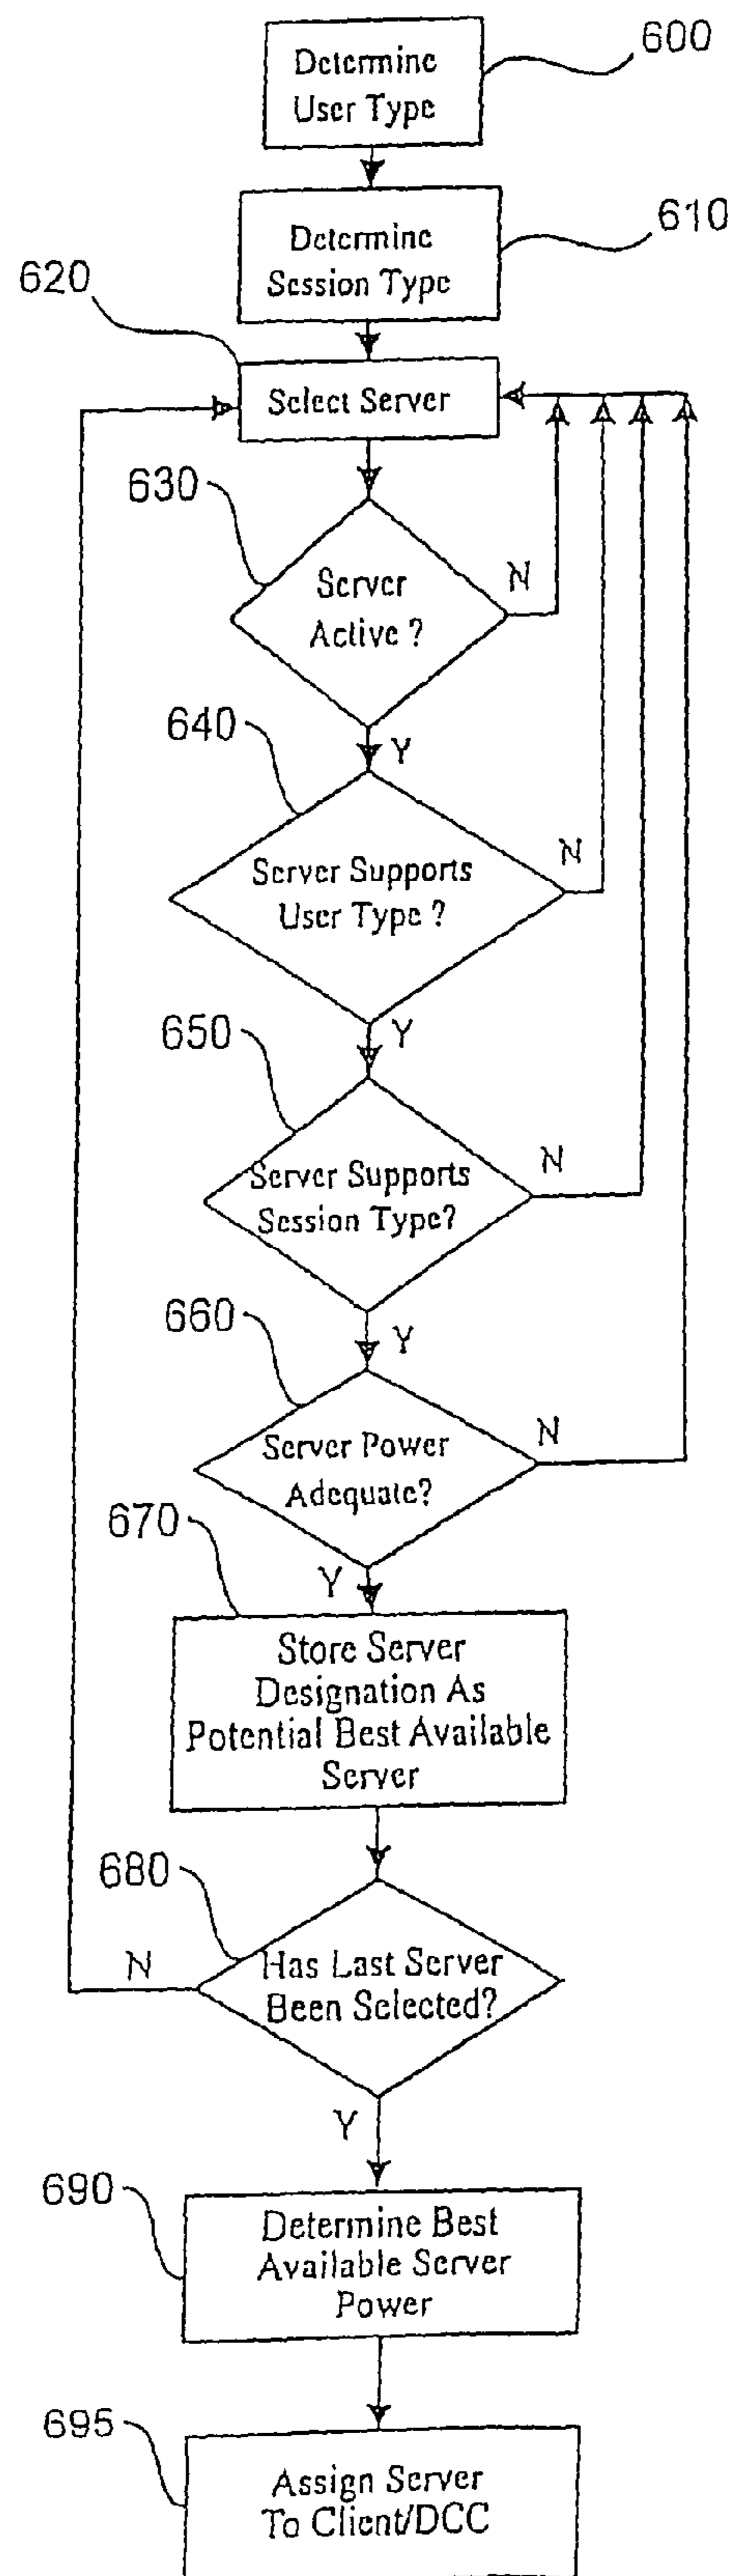 Determine
User Type
600
Determine
Session Type
610
620
Select Server
630
Server
Active ?
N
Y
640
Server Supports
User Type ?
N
Y
650
Server Supports
Session Type?
N
Y
660
Server Power
Adequate?
N
Y
670
Store Server
Designation As
Potential Best Available
Server
680
Has Last Server
Been Selected?
N
Y
690
Determine Best
Available Server
Power
695
Assign Server
To Client/DCC